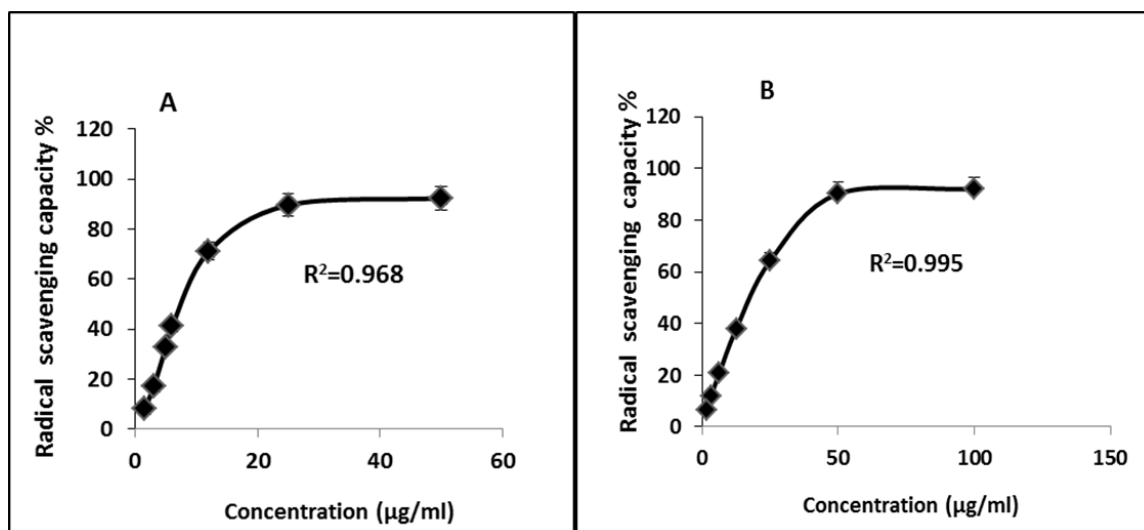 A
Radical scavenging capacity %
120
100
80
60
40
20
0
R²=0.968
0 20 40 60
Concentration (µg/ml)
B
Radical scavenging capacity %
120
100
80
60
40
20
0
R²=0.995
0 50 100 150
Concentration (µg/ml)